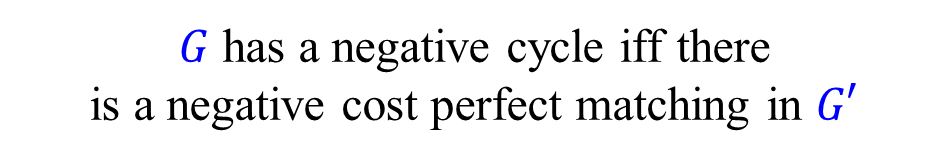 G has a negative cycle iff there
is a negative cost perfect matching in G′